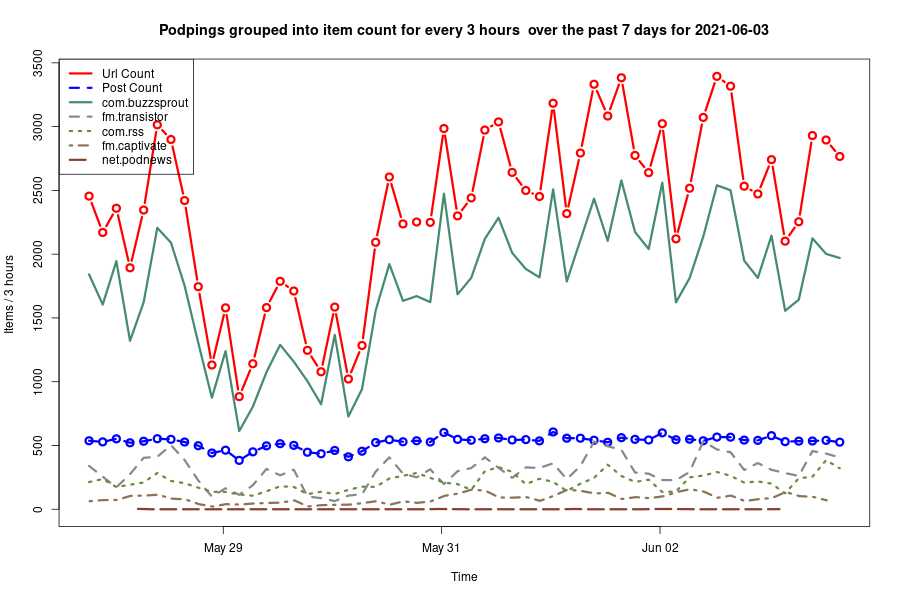 Podpings grouped into item count for every 3 hours  over the past 7 days for 2021-06-03
3500
3000
2500
2000
1500
1000
500
0
Items / 3 hours
Url Count
Post Count
com.buzzsprout
fm.transistor
com.rss
fm.captivate
net.podnews
May 29
May 31
Jun 02
Time